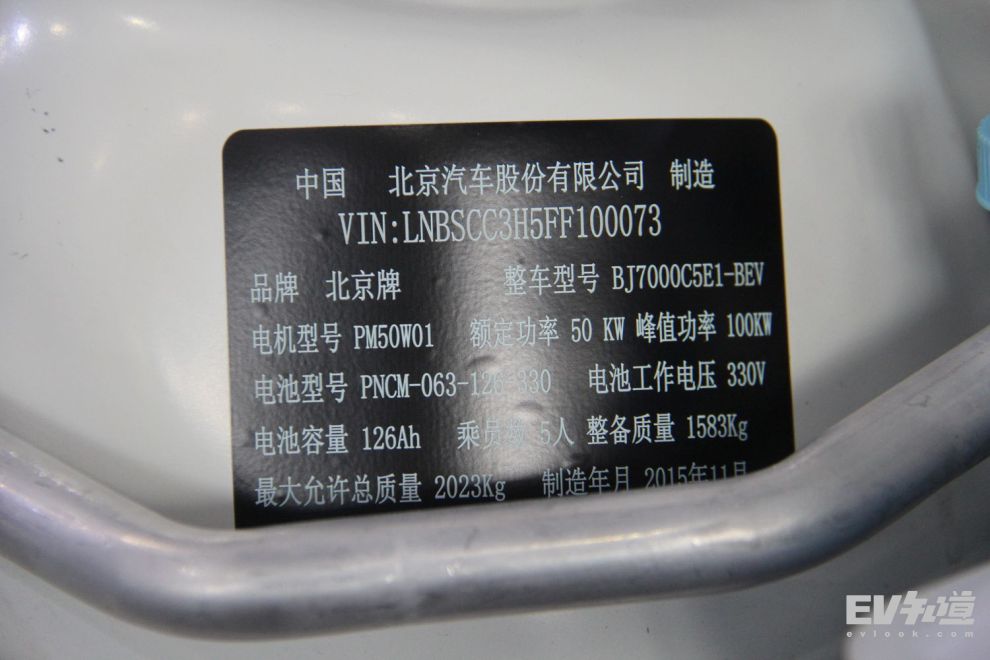 中国 北京汽车股份有限公司 制造
VIN:LNBSCC3H5FF100073
品牌 北京牌 整车型号 BJ7000C5E1-BEV
电机型号 PM50W01 额定功率 50 KW 峰值功率 100KW
电池型号 PNCM-063-126-330 电池工作电压 330V
电池容量 126Ah 乘员数 5人 整备质量 1583Kg
最大允许总质量 2023Kg 制造年月 2015年11月
EV知道
evlook.com